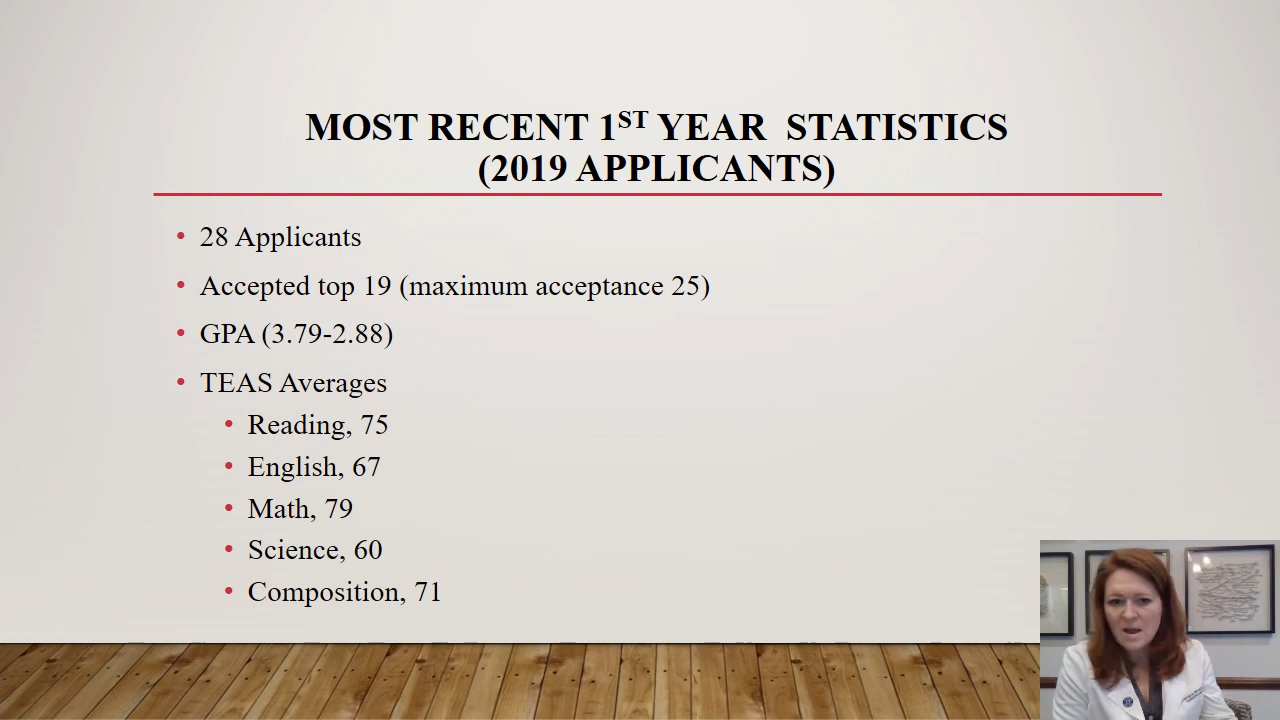 MOST RECENT 1ST YEAR STATISTICS
(2019 APPLICANTS)
• 28 Applicants
• Accepted top 19 (maximum acceptance 25)
• GPA (3.79-2.88)
• TEAS Averages
• Reading, 75
• English, 67
• Math, 79
• Science, 60
• Composition, 71